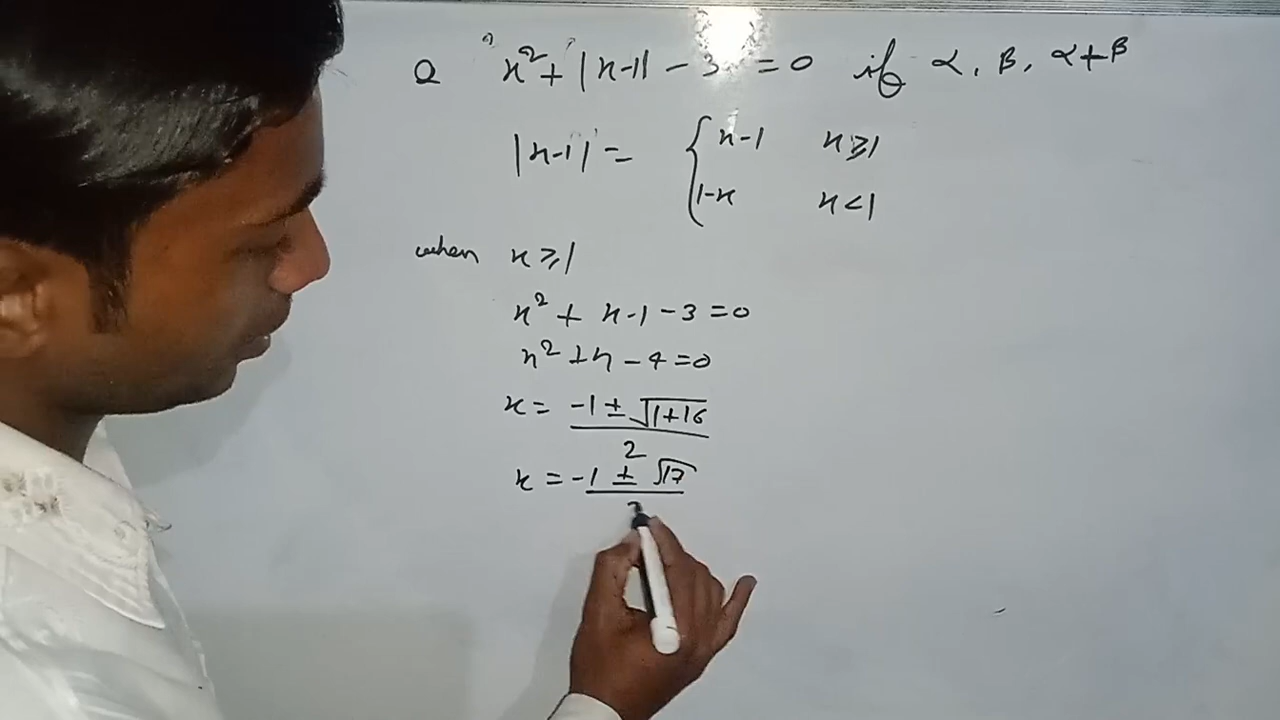 Q x² + |x-1| - 3 = 0 if α, β, α+β
|x-1| = { x-1 x≥1
1-x x<1
when x≥1
x² + x-1-3=0
x² + x - 4 = 0
x = (-1 ± √(1+16))/2
x = (-1 ± √17)/2